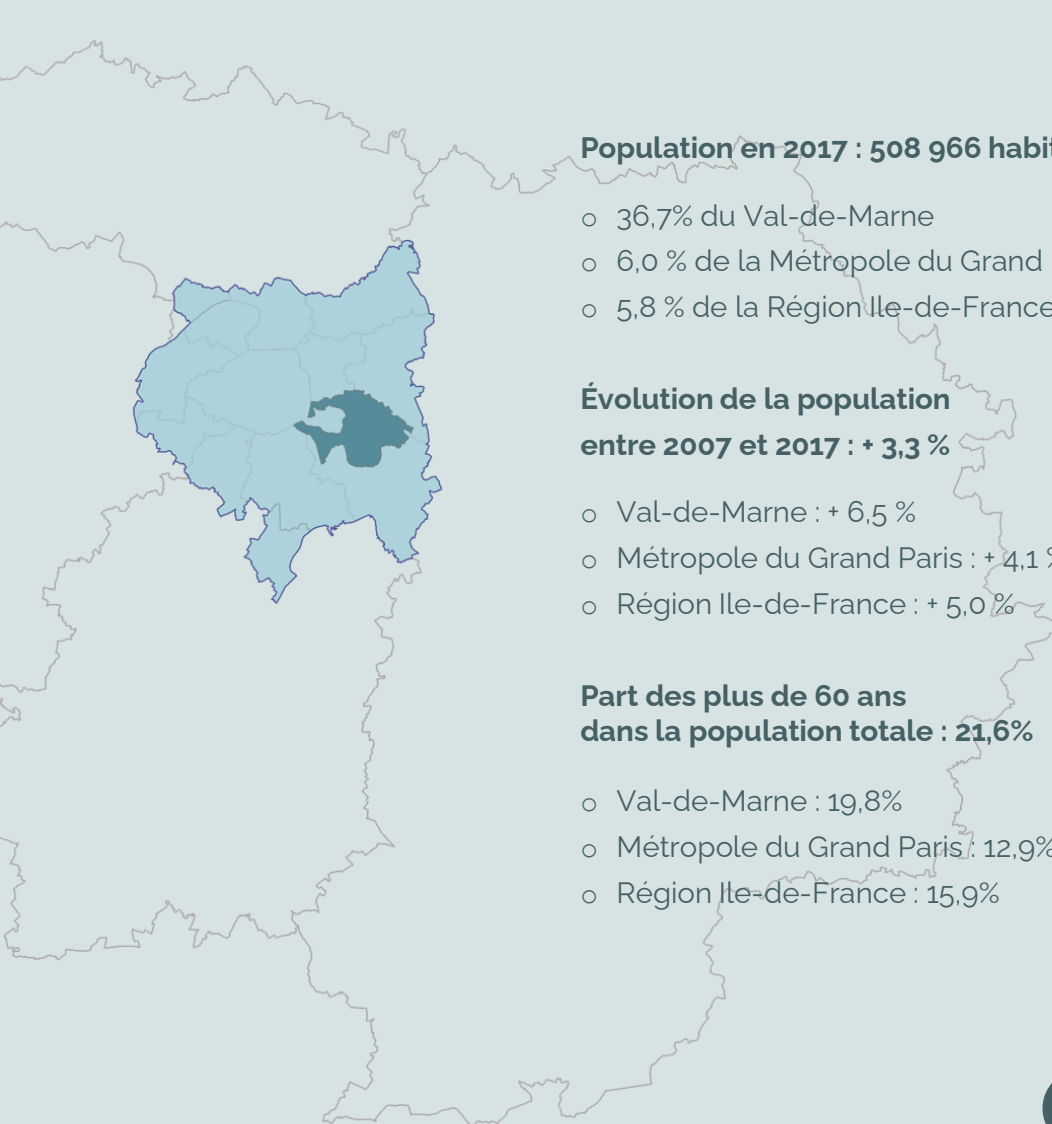 Population en 2017 : 508 966 habit
o 36,7% du Val-de-Marne
o 6,0 % de la Métropole du Grand
o 5,8 % de la Région Ile-de-France
Évolution de la population
entre 2007 et 2017 : + 3,3 %
o Val-de-Marne : + 6,5 %
o Métropole du Grand Paris : + 4,1 %
o Région Ile-de-France : + 5,0 %
Part des plus de 60 ans
dans la population totale : 21,6%
o Val-de-Marne : 19,8%
o Métropole du Grand Paris : 12,9%
o Région Ile-de-France : 15,9%